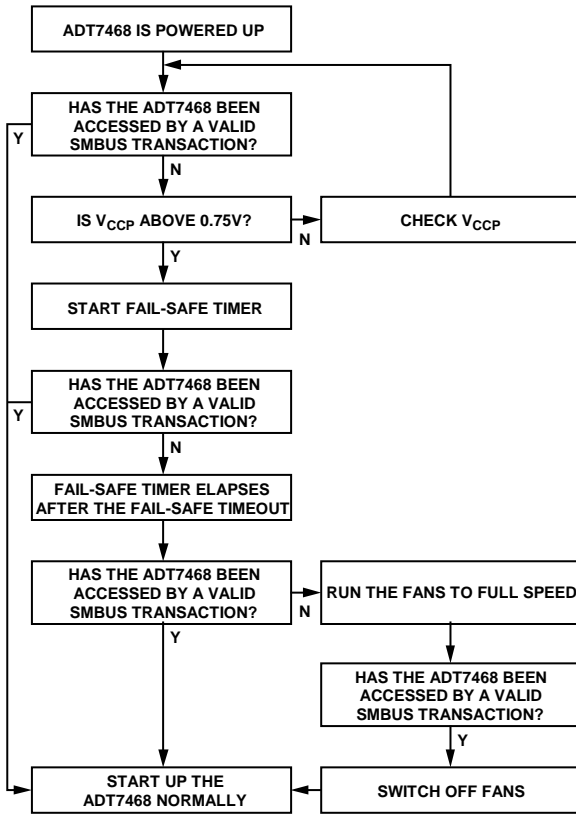 ADT7468 IS POWERED UP
HAS THE ADT7468 BEEN
ACCESSED BY A VALID
SMBUS TRANSACTION?
Y
N
IS VCCP ABOVE 0.75V?
N
CHECK VCCP
Y
START FAIL-SAFE TIMER
HAS THE ADT7468 BEEN
ACCESSED BY A VALID
SMBUS TRANSACTION?
Y
N
FAIL-SAFE TIMER ELAPSES
AFTER THE FAIL-SAFE TIMEOUT
HAS THE ADT7468 BEEN
ACCESSED BY A VALID
SMBUS TRANSACTION?
N
RUN THE FANS TO FULL SPEED
Y
HAS THE ADT7468 BEEN
ACCESSED BY A VALID
SMBUS TRANSACTION?
Y
START UP THE
ADT7468 NORMALLY
SWITCH OFF FANS